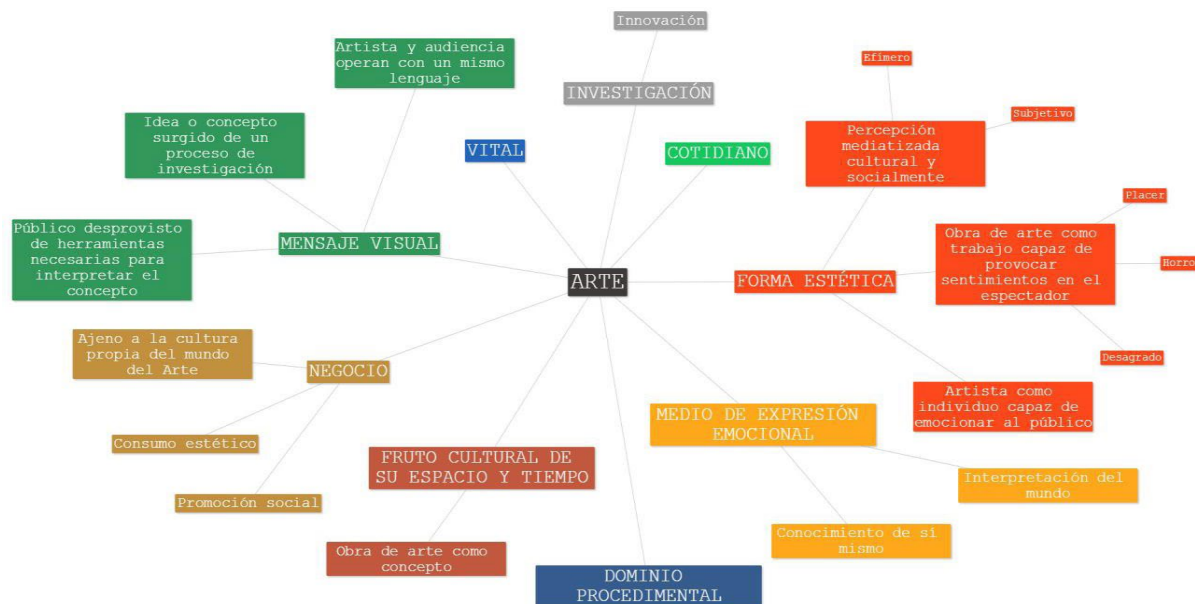 Innovación
INVESTIGACIÓN
Artista y audiencia
operan con un mismo
lenguaje
Idea o concepto
surgido de un
proceso de
investigación
Público desprovisto
de herramientas
necesarias para
interpretar el
concepto
MENSAJE VISUAL
VITAL
COTIDIANO
Efímero
Subjetivo
Percepción
mediatizada
cultural y
socialmente
Placer
Horro
Desagrado
Obra de arte como
trabajo capaz de
provocar
sentimientos en el
espectador
FORMA ESTÉTICA
ARTE
Artista como
individuo capaz de
emocionar al público
Ajeno a la cultura
propia del mundo
del Arte
NEGOCIO
Consumo estético
Promoción social
MEDIO DE EXPRESIÓN
EMOCIONAL
Interpretación del
mundo
Conocimiento de sí
mismo
FRUTO CULTURAL DE
SU ESPACIO Y TIEMPO
Obra de arte como
concepto
DOMINIO
PROCEDIMENTAL